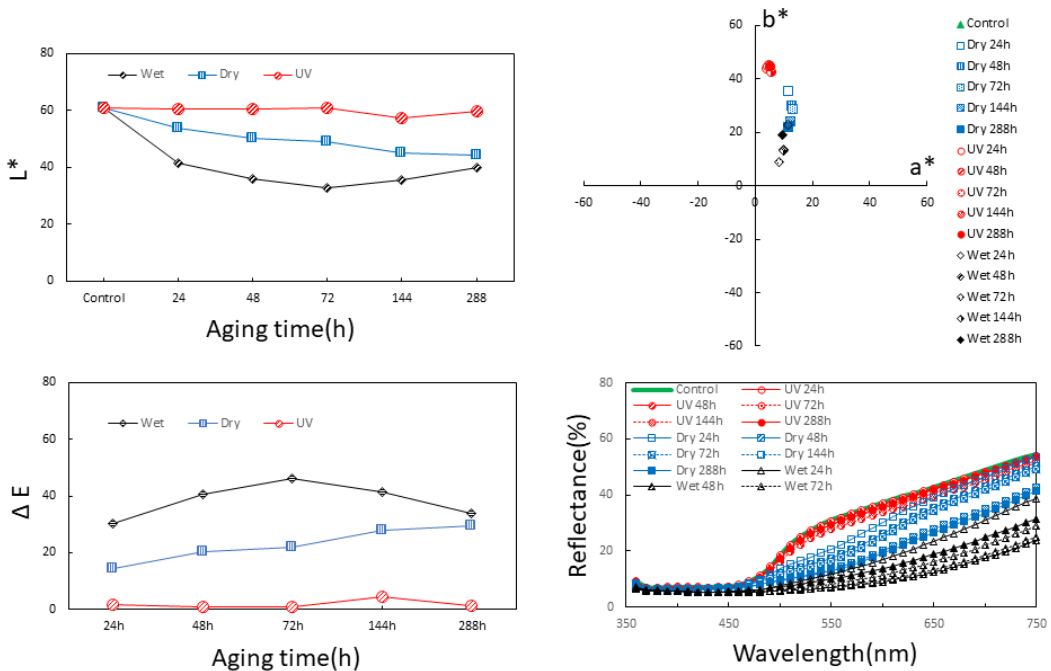 80
60
40
20
0
L*
Wet
Dry
UV
Control
24
48
72
144
288
Aging time(h)
b*
a*
60
40
20
0
-20
-40
-60
-60
-40
-20
0
20
40
60
Control
Dry 24h
Dry 48h
Dry 72h
Dry 144h
Dry 288h
UV 24h
UV 48h
UV 72h
UV 144h
UV 288h
Wet 24h
Wet 48h
Wet 72h
Wet 144h
Wet 288h
80
60
40
20
0
Δ E
Wet
Dry
UV
24h
48h
72h
144h
288h
Aging time(h)
80
60
40
20
0
Reflectance(%)
Control
UV 24h
UV 48h
UV 72h
UV 144h
UV 288h
Dry 24h
Dry 48h
Dry 72h
Dry 144h
Dry 288h
Wet 24h
Wet 48h
Wet 72h
350
450
550
650
750
Wavelength(nm)